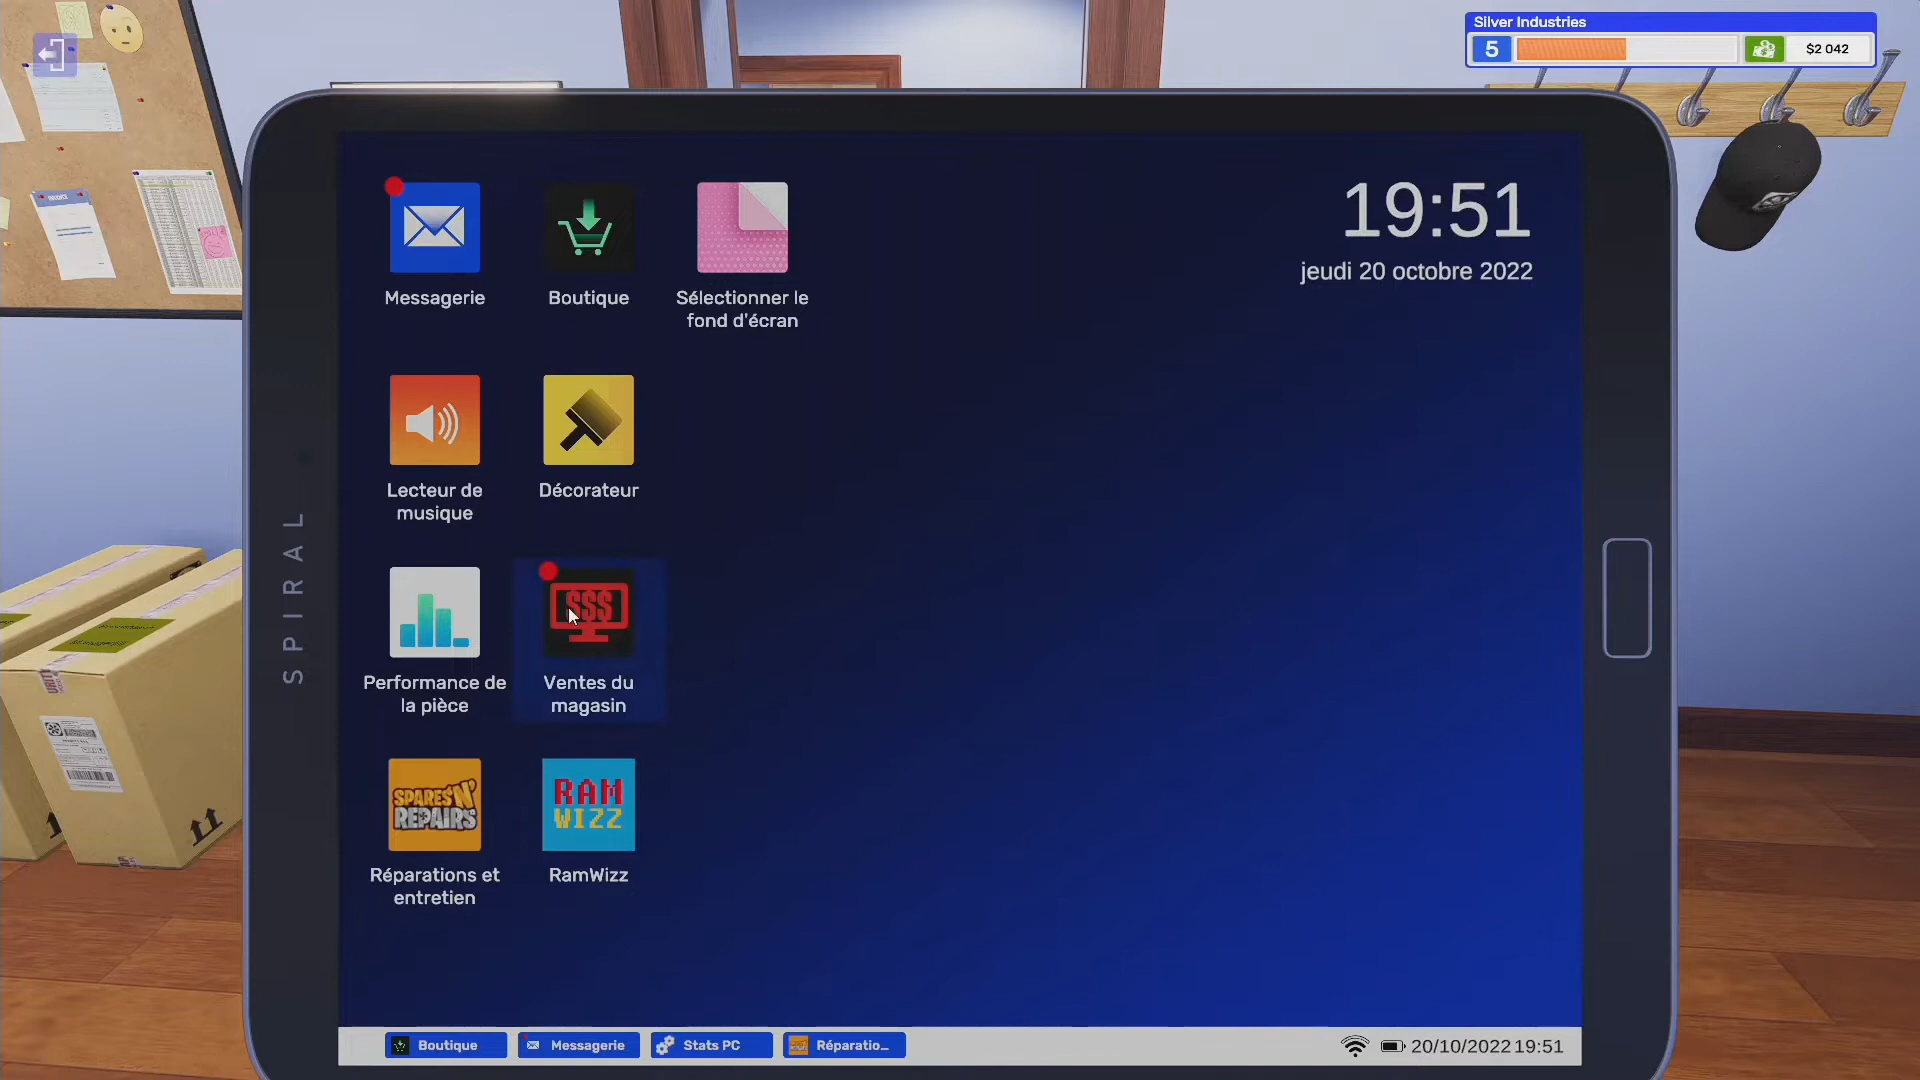 Silver Industries
5
$2 042
19:51
jeudi 20 octobre 2022
Messagerie
Boutique
Sélectionner le
fond d'écran
Lecteur de
musique
Décorateur
$$$
Performance de
la pièce
Ventes du
magasin
SPARES N'
REPAIRS
RAM
WIZZ
Réparations et
entretien
RamWizz
SPIRAL
Boutique
Messagerie
Stats PC
Réparatio...
20/10/2022 19:51